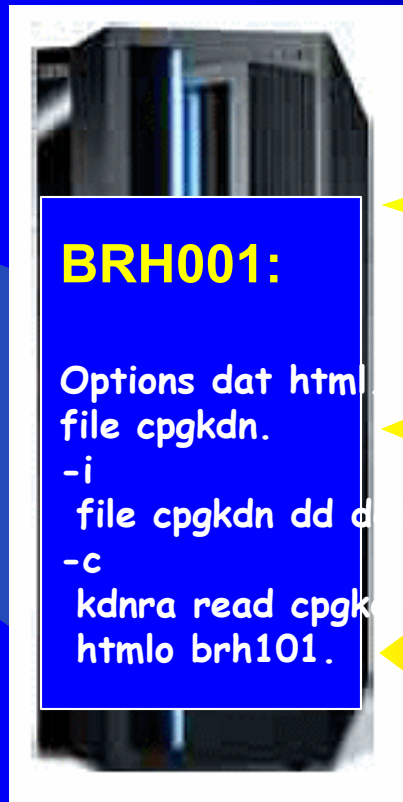 BRH001:
Options dat html.
file cpgkdn.
-i
file cpgkdn dd
-c
kdnra read
htmlo brh101.